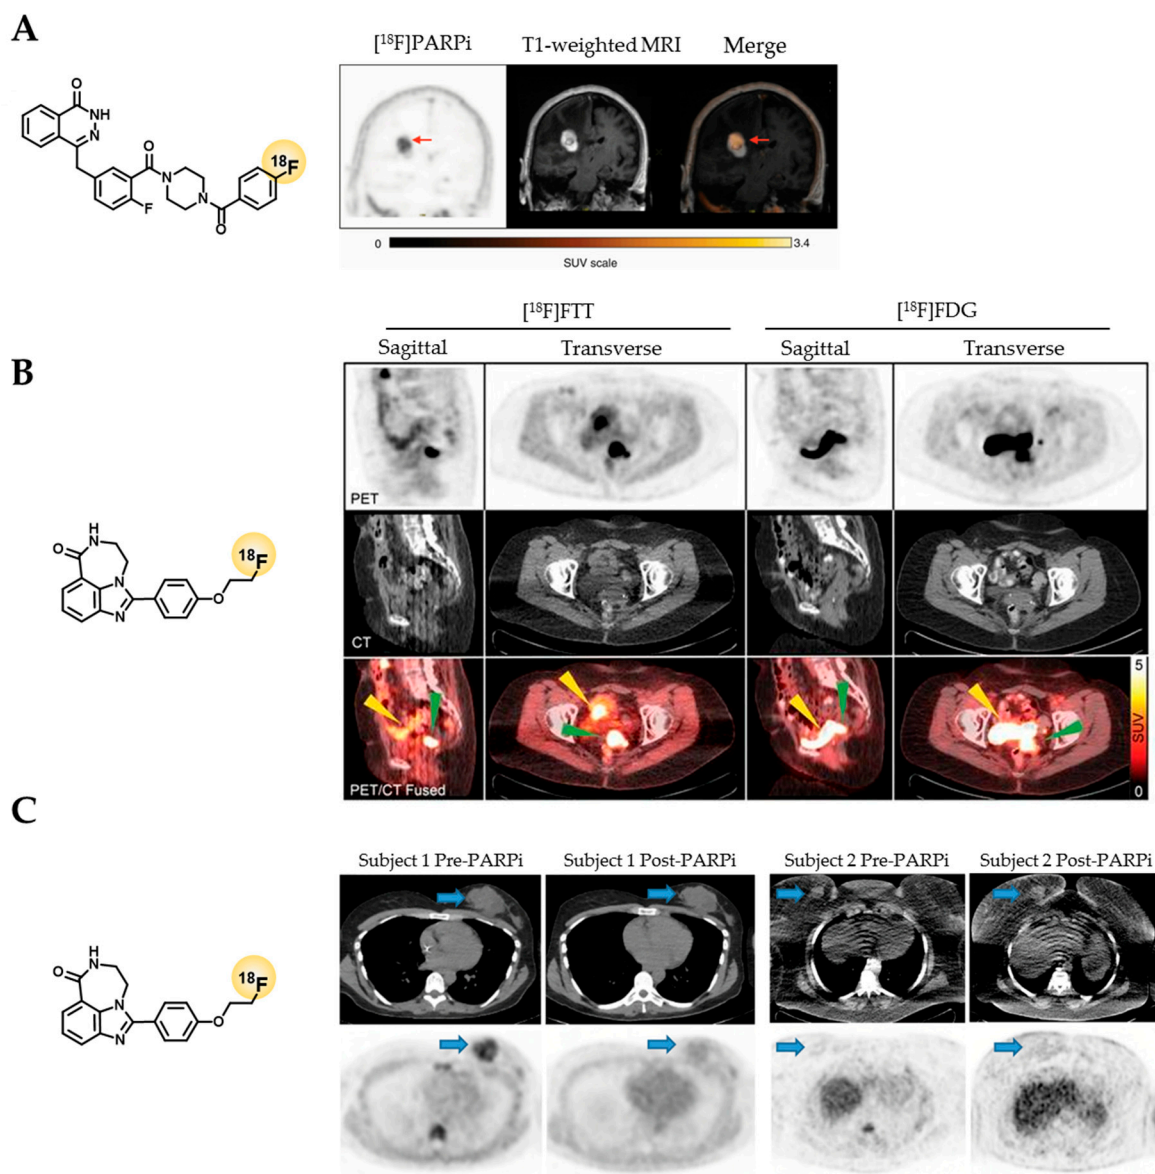 A
[¹⁸F]PARPi
T1-weighted MRI
Merge
O
NH
N
O
N
F
N
O
¹⁸F
0
3.4
SUV scale
B
[¹⁸F]FTT
[¹⁸F]FDG
Sagittal
Transverse
Sagittal
Transverse
PET
CT
PET/CT Fused
5
SUV
0
H
N
O
N
N
O
¹⁸F
C
Subject 1 Pre-PARPi
Subject 1 Post-PARPi
Subject 2 Pre-PARPi
Subject 2 Post-PARPi
H
N
O
N
N
O
¹⁸F